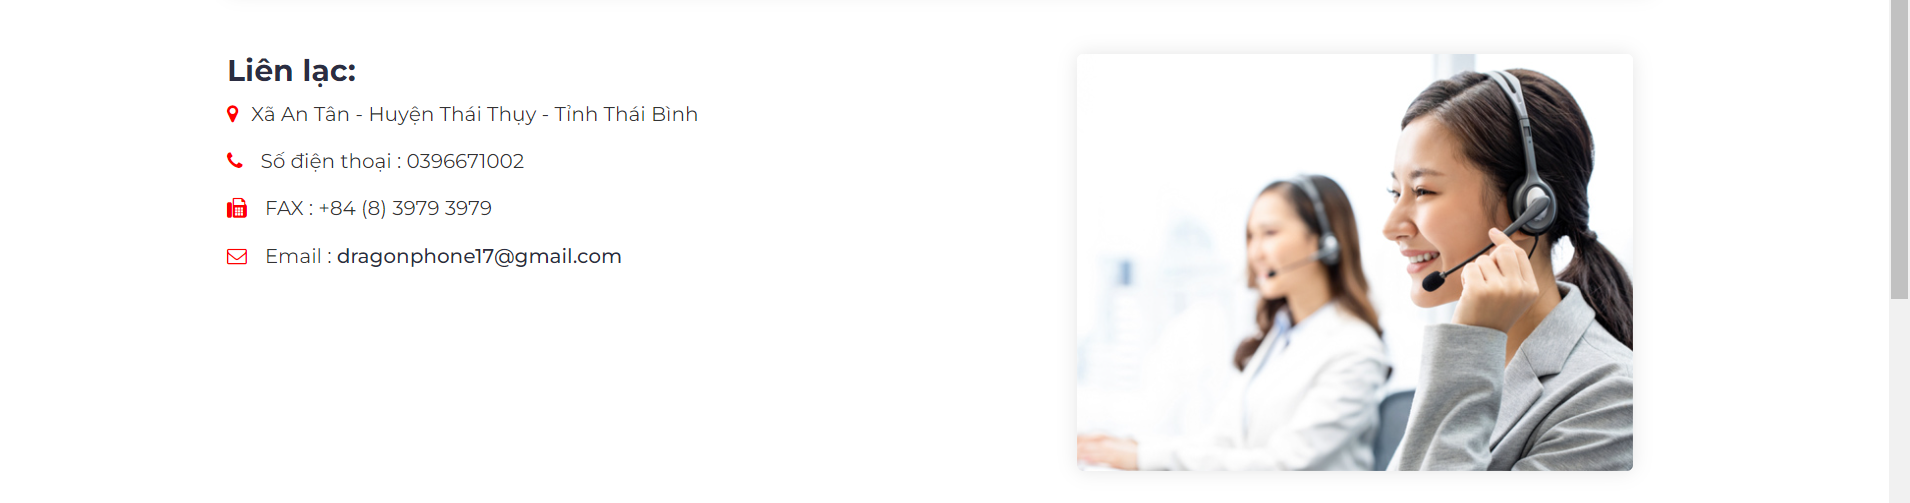 Liên lạc:
Xã An Tân - Huyện Thái Thụy - Tỉnh Thái Bình
Số điện thoại : 0396671002
FAX : +84 (8) 3979 3979
Email : dragonphone17@gmail.com